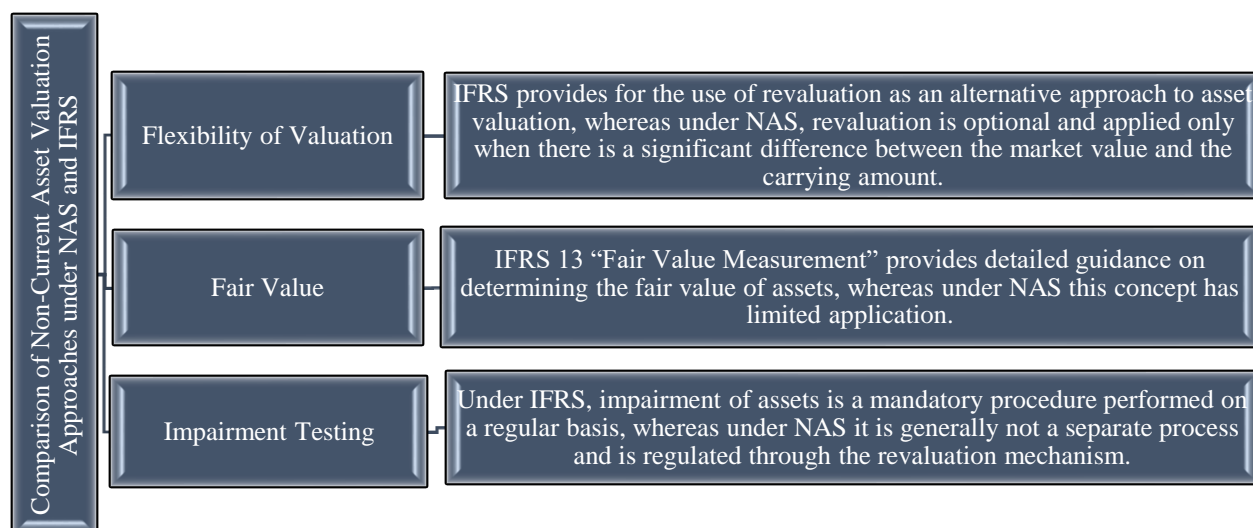 Comparison of Non-Current Asset Valuation
Approaches under NAS and IFRS
Flexibility of Valuation
IFRS provides for the use of revaluation as an alternative approach to asset
valuation, whereas under NAS, revaluation is optional and applied only
when there is a significant difference between the market value and the
carrying amount.
Fair Value
IFRS 13 “Fair Value Measurement” provides detailed guidance on
determining the fair value of assets, whereas under NAS this concept has
limited application.
Impairment Testing
Under IFRS, impairment of assets is a mandatory procedure performed on
a regular basis, whereas under NAS it is generally not a separate process
and is regulated through the revaluation mechanism.